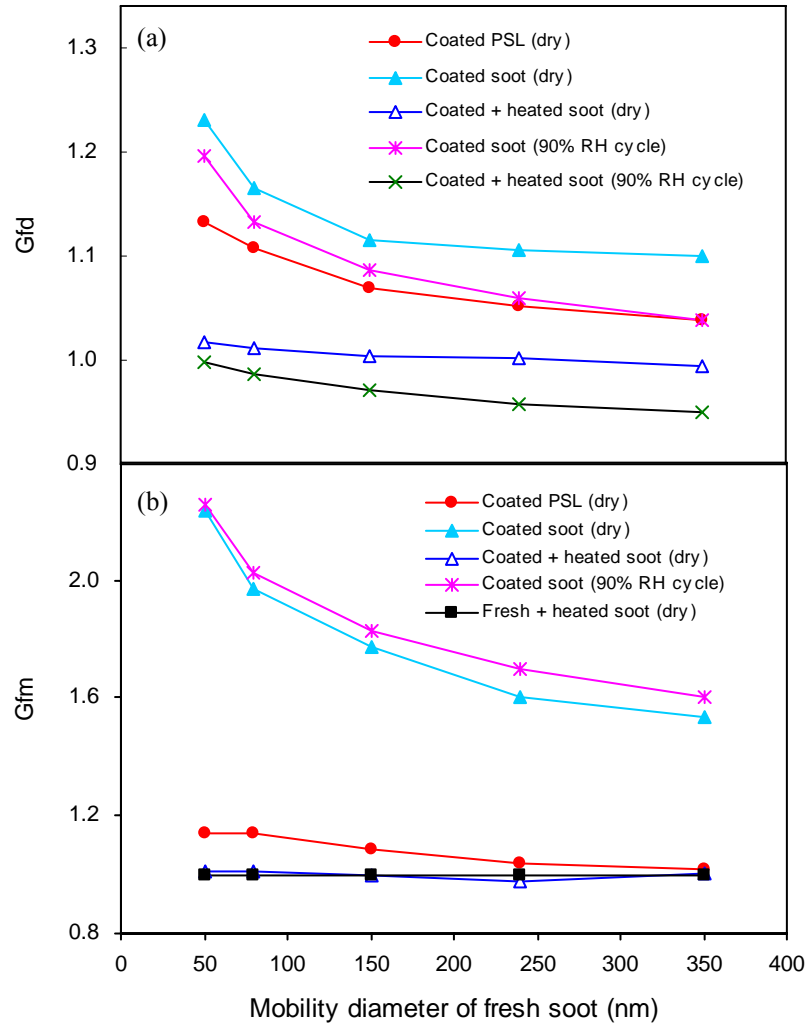 (a)
Coated PSL (dry)
Coated soot (dry)
Coated + heated soot (dry)
Coated soot (90% RH cycle)
Coated + heated soot (90% RH cycle)
1.3
1.2
1.1
1.0
0.9
Gfd
(b)
Coated PSL (dry)
Coated soot (dry)
Coated + heated soot (dry)
Coated soot (90% RH cycle)
Fresh + heated soot (dry)
2.0
1.6
1.2
0.8
Gfm
0 50 100 150 200 250 300 350 400
Mobility diameter of fresh soot (nm)